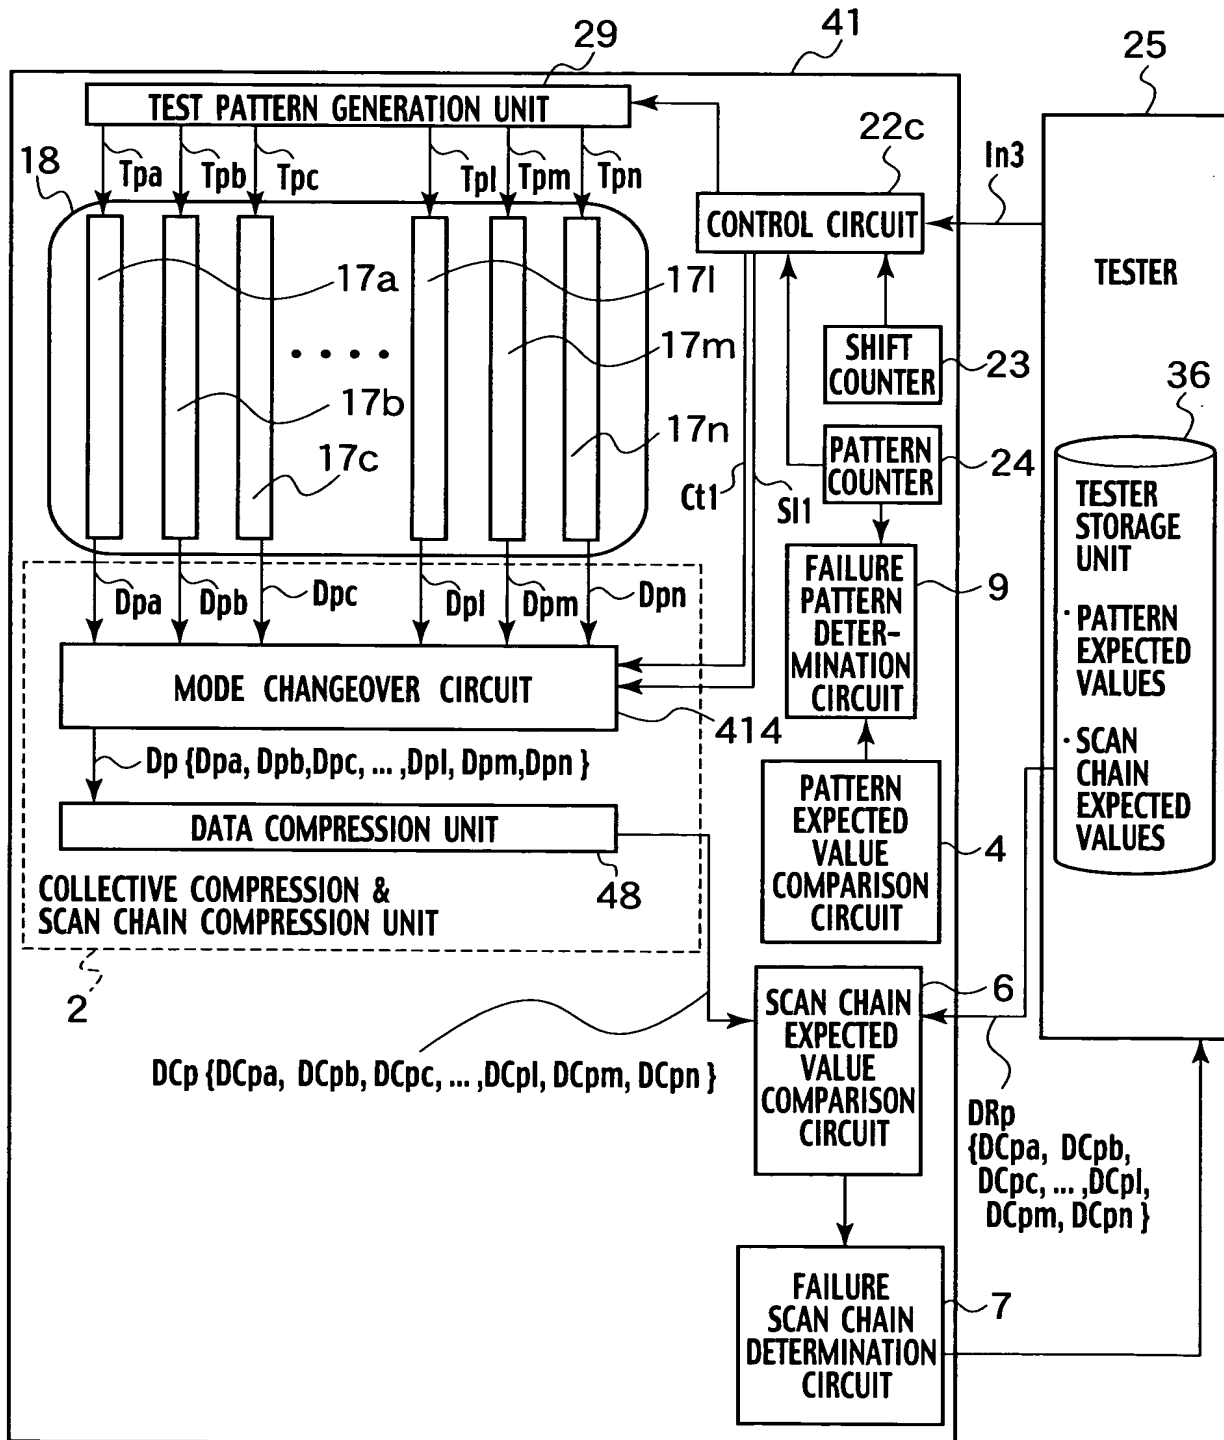 41
29
25
TEST PATTERN GENERATION UNIT
22c
18
Tpa
Tpb
Tpc
Tpl
Tpm
Tpn
In3
CONTROL CIRCUIT
17a
17l
TESTER
17m
SHIFT
COUNTER
23
36
17b
17n
17c
PATTERN
COUNTER
24
Ct1
SI1
TESTER
STORAGE
UNIT
· PATTERN
EXPECTED
VALUES
· SCAN
CHAIN
EXPECTED
VALUES
FAILURE
PATTERN
DETER-
MINATION
CIRCUIT
9
Dpa
Dpb
Dpc
Dpl
Dpm
Dpn
MODE CHANGEOVER CIRCUIT
414
Dp {Dpa, Dpb,Dpc, ... ,Dpl, Dpm,Dpn }
PATTERN
EXPECTED
VALUE
COMPARISON
CIRCUIT
4
DATA COMPRESSION UNIT
48
COLLECTIVE COMPRESSION &
SCAN CHAIN COMPRESSION UNIT
2
SCAN CHAIN
EXPECTED
VALUE
COMPARISON
CIRCUIT
6
DCp {DCpa, DCpb, DCpc, ... ,DCpl, DCpm, DCpn }
DRp
{DCpa, DCpb,
DCpc, ... ,DCpl,
DCpm, DCpn }
FAILURE
SCAN CHAIN
DETERMINATION
CIRCUIT
7